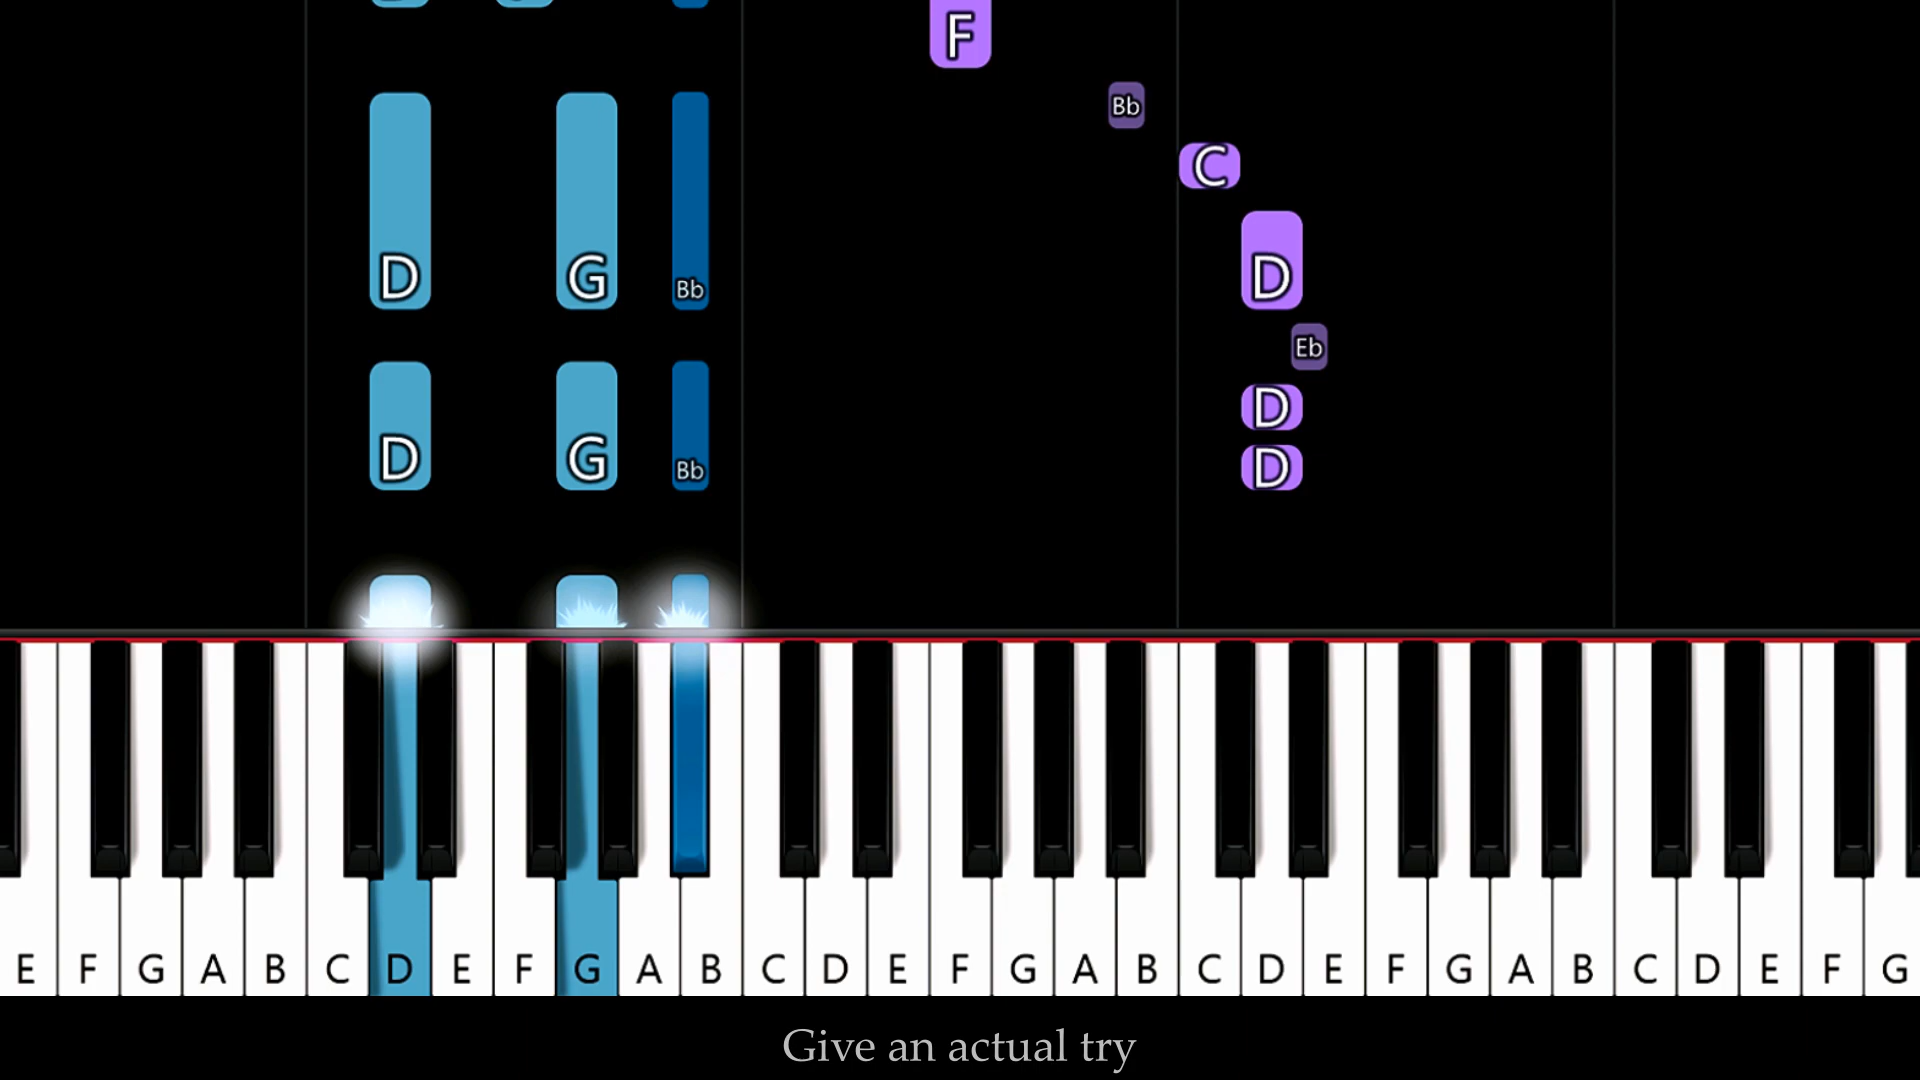 F
Bb
C
D G Bb D
Eb
D
D G Bb D
E F G A B C D E F G A B C D E F G A B C D E F G A B C D E F G
Give an actual try